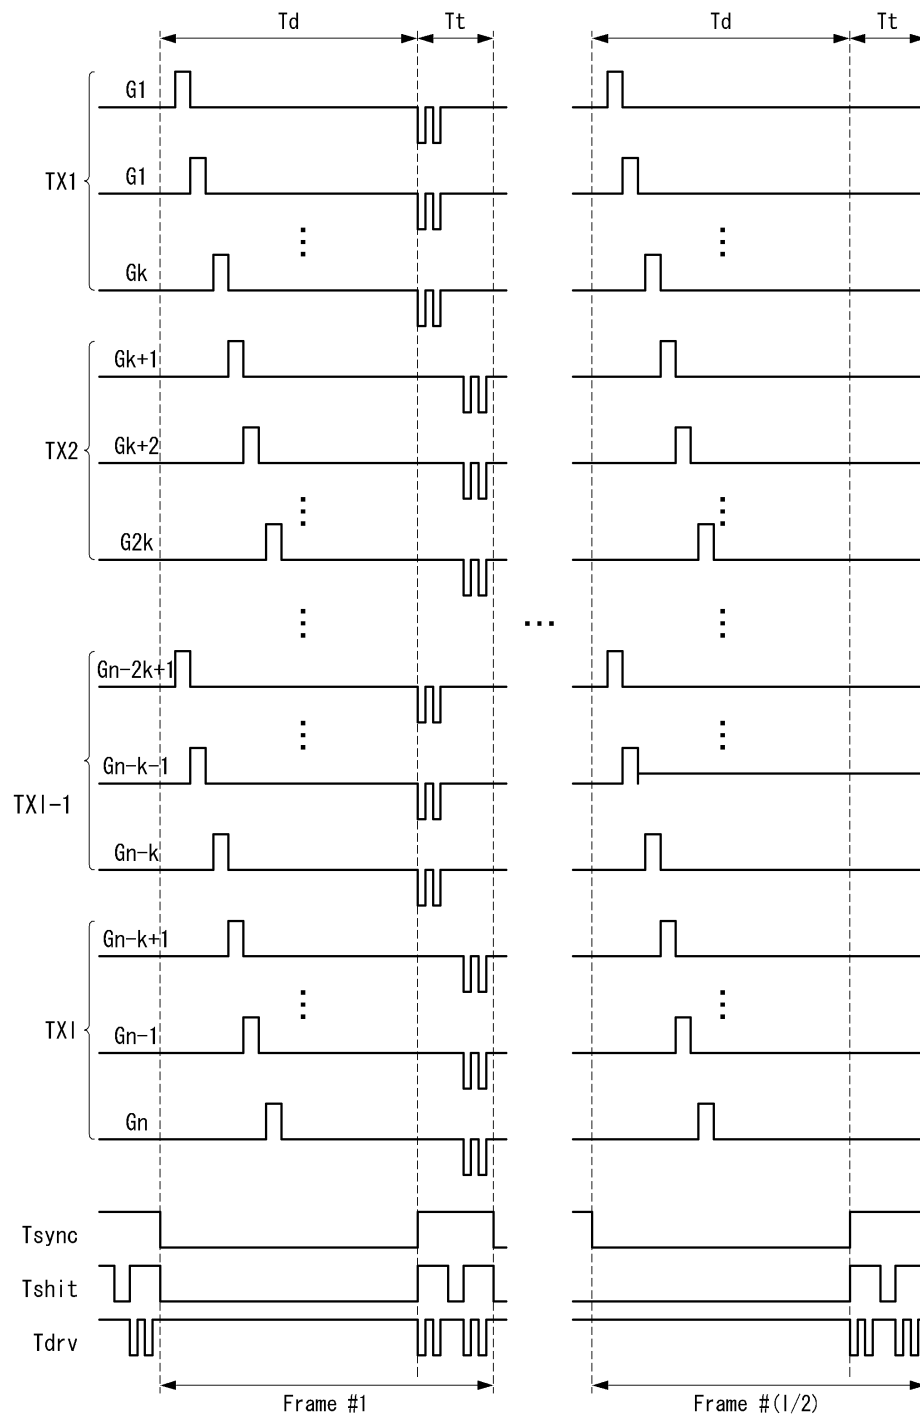 Td Tt Td Tt
G1
TX1 G1
Gk
Gk+1
TX2 Gk+2
G2k
Gn-2k+1
Gn-k-1
TXl-1
Gn-k
Gn-k+1
TXl Gn-1
Gn
Tsync
Tshit
Tdrv
Frame #1 Frame #(l/2)